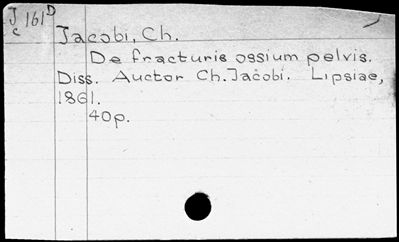 J 161 D
c
Jacobi, Ch.
De fracturis ossium pelvis.
Diss. Auctor Ch. Jacobi. Lipsiae,
1861.
40p.